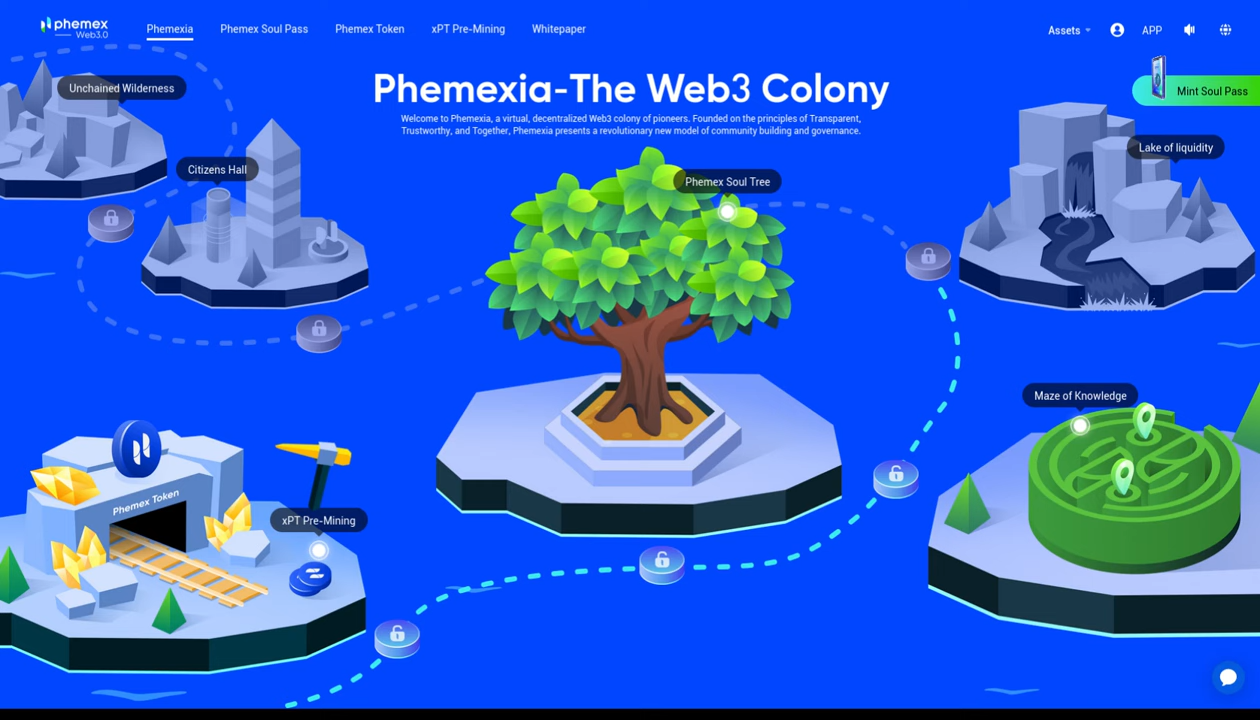 phemex
Web3.0
Phemexia
Phemex Soul Pass
Phemex Token
xPT Pre-Mining
Whitepaper
Assets
APP
Phemexia-The Web3 Colony
Welcome to Phemexia, a virtual, decentralized Web3 colony of pioneers. Founded on the principles of Transparent,
Trustworthy, and Together, Phemexia presents a revolutionary new model of community building and governance.
Mint Soul Pass
Unchained Wilderness
Citizens Hall
Phemex Soul Tree
Lake of liquidity
Maze of Knowledge
Phemex Token
xPT Pre-Mining